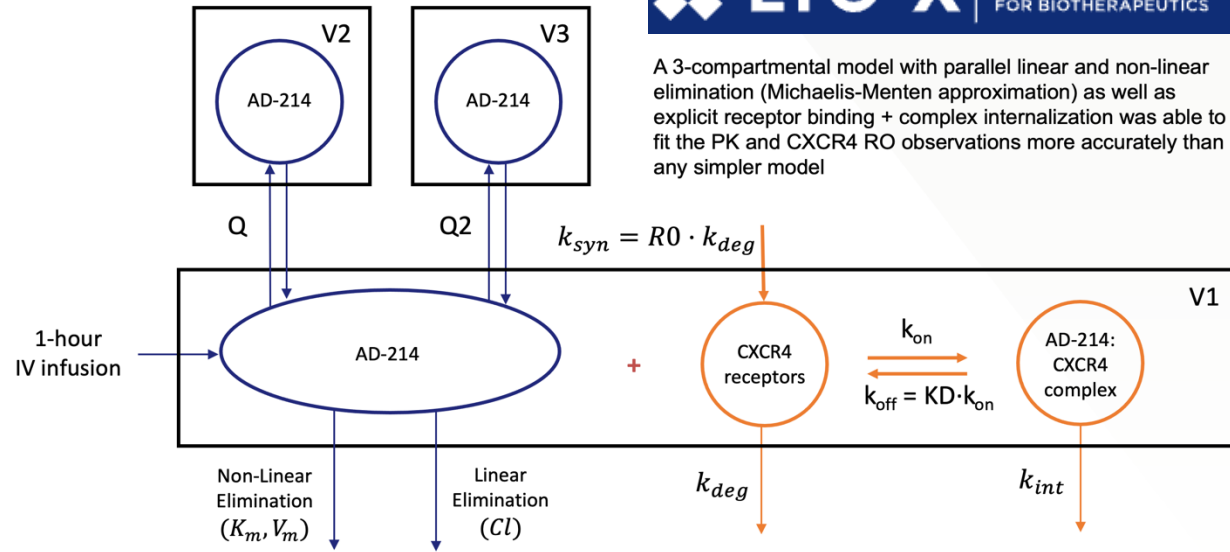 V2
V3
AD-214
AD-214
FOR BIOTHERAPEUTICS
A 3-compartmental model with parallel linear and non-linear
elimination (Michaelis-Menten approximation) as well as
explicit receptor binding + complex internalization was able to
fit the PK and CXCR4 RO observations more accurately than
any simpler model
Q
Q2
k_syn = R0 · k_deg
V1
1-hour
IV infusion
AD-214
+
CXCR4
receptors
k_on
k_off = KD·k_on
AD-214:
CXCR4
complex
Non-Linear
Elimination
(K_m, V_m)
Linear
Elimination
(Cl)
k_deg
k_int